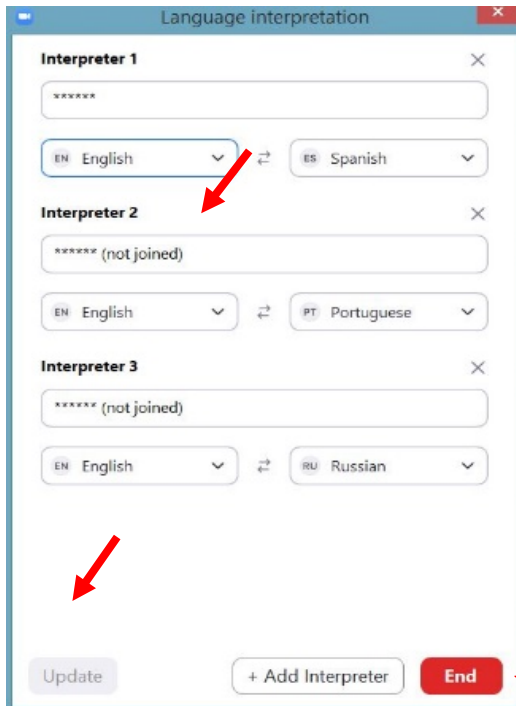 Language interpretation
Interpreter 1
******
EN English ES Spanish
Interpreter 2
****** (not joined)
EN English PT Portuguese
Interpreter 3
****** (not joined)
EN English RU Russian
Update + Add Interpreter End